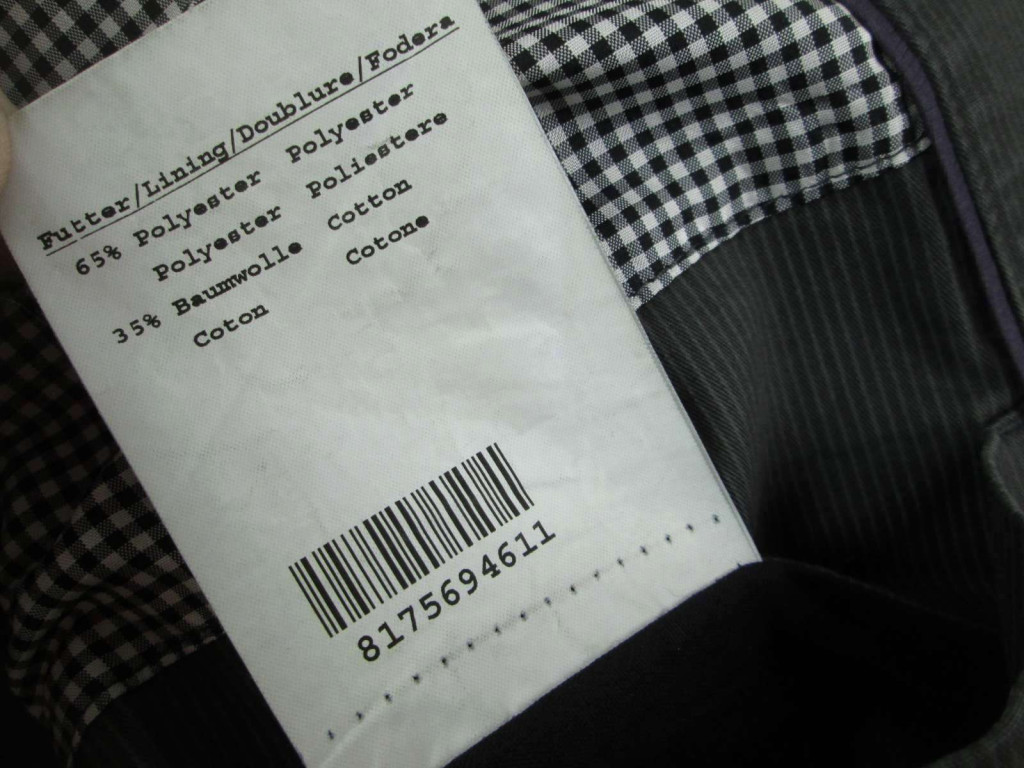 Futter/Lining/Doublure/Fodera
65% Polyester Polyester
Polyester Poliestere
35% Baumwolle Cotton
Coton Cotone
8175694611